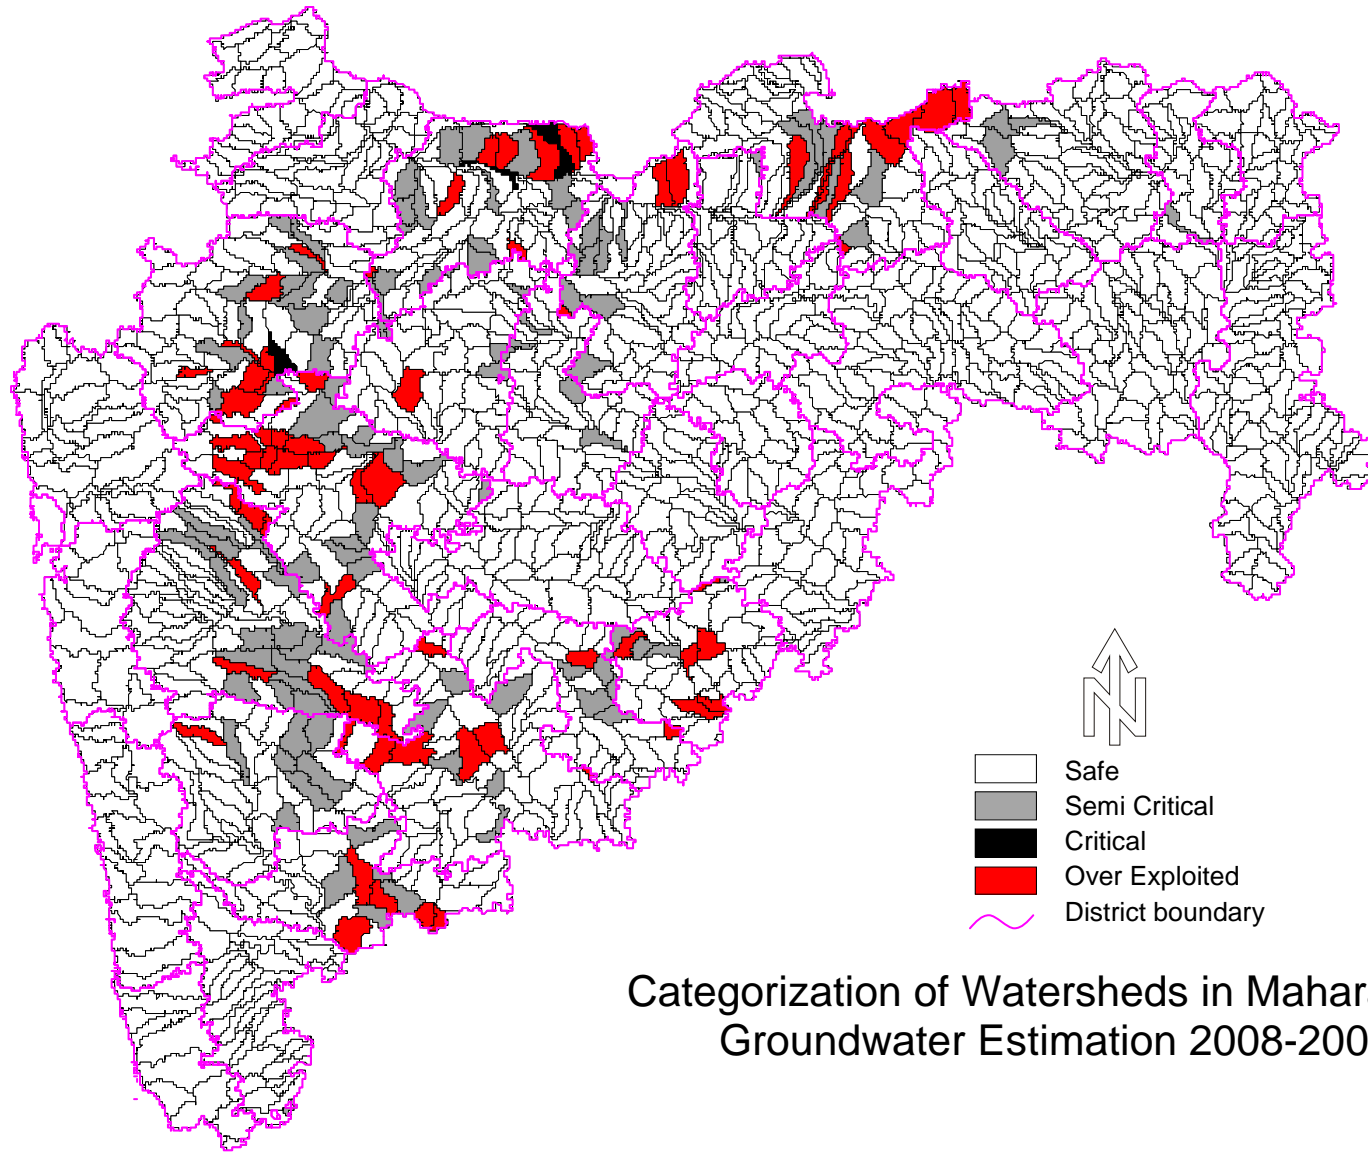 N
Safe
Semi Critical
Critical
Over Exploited
District boundary
Categorization of Watersheds in Mahar
Groundwater Estimation 2008-200